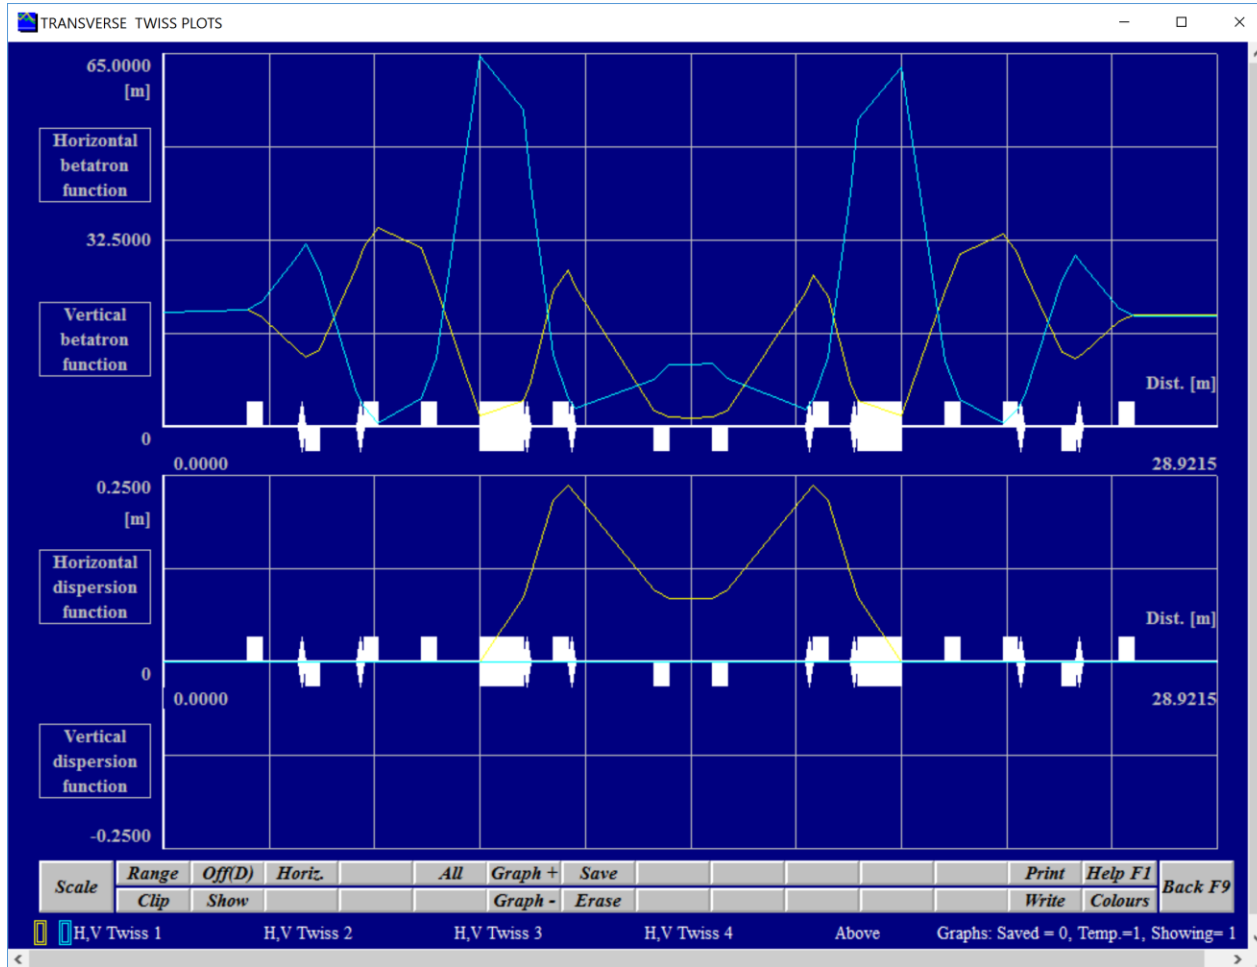 TRANSVERSE TWISS PLOTS
65.0000
[m]
Horizontal
betatron
function
32.5000
Vertical
betatron
function
Dist. [m]
0
0.0000
28.9215
0.2500
[m]
Horizontal
dispersion
function
Dist. [m]
0
0.0000
28.9215
Vertical
dispersion
function
-0.2500
Scale
Range Off(D) Horiz. All Graph + Save Print Help F1
Back F9
Clip Show Graph - Erase Write Colours
H,V Twiss 1 H,V Twiss 2 H,V Twiss 3 H,V Twiss 4 Above Graphs: Saved = 0, Temp.=1, Showing= 1